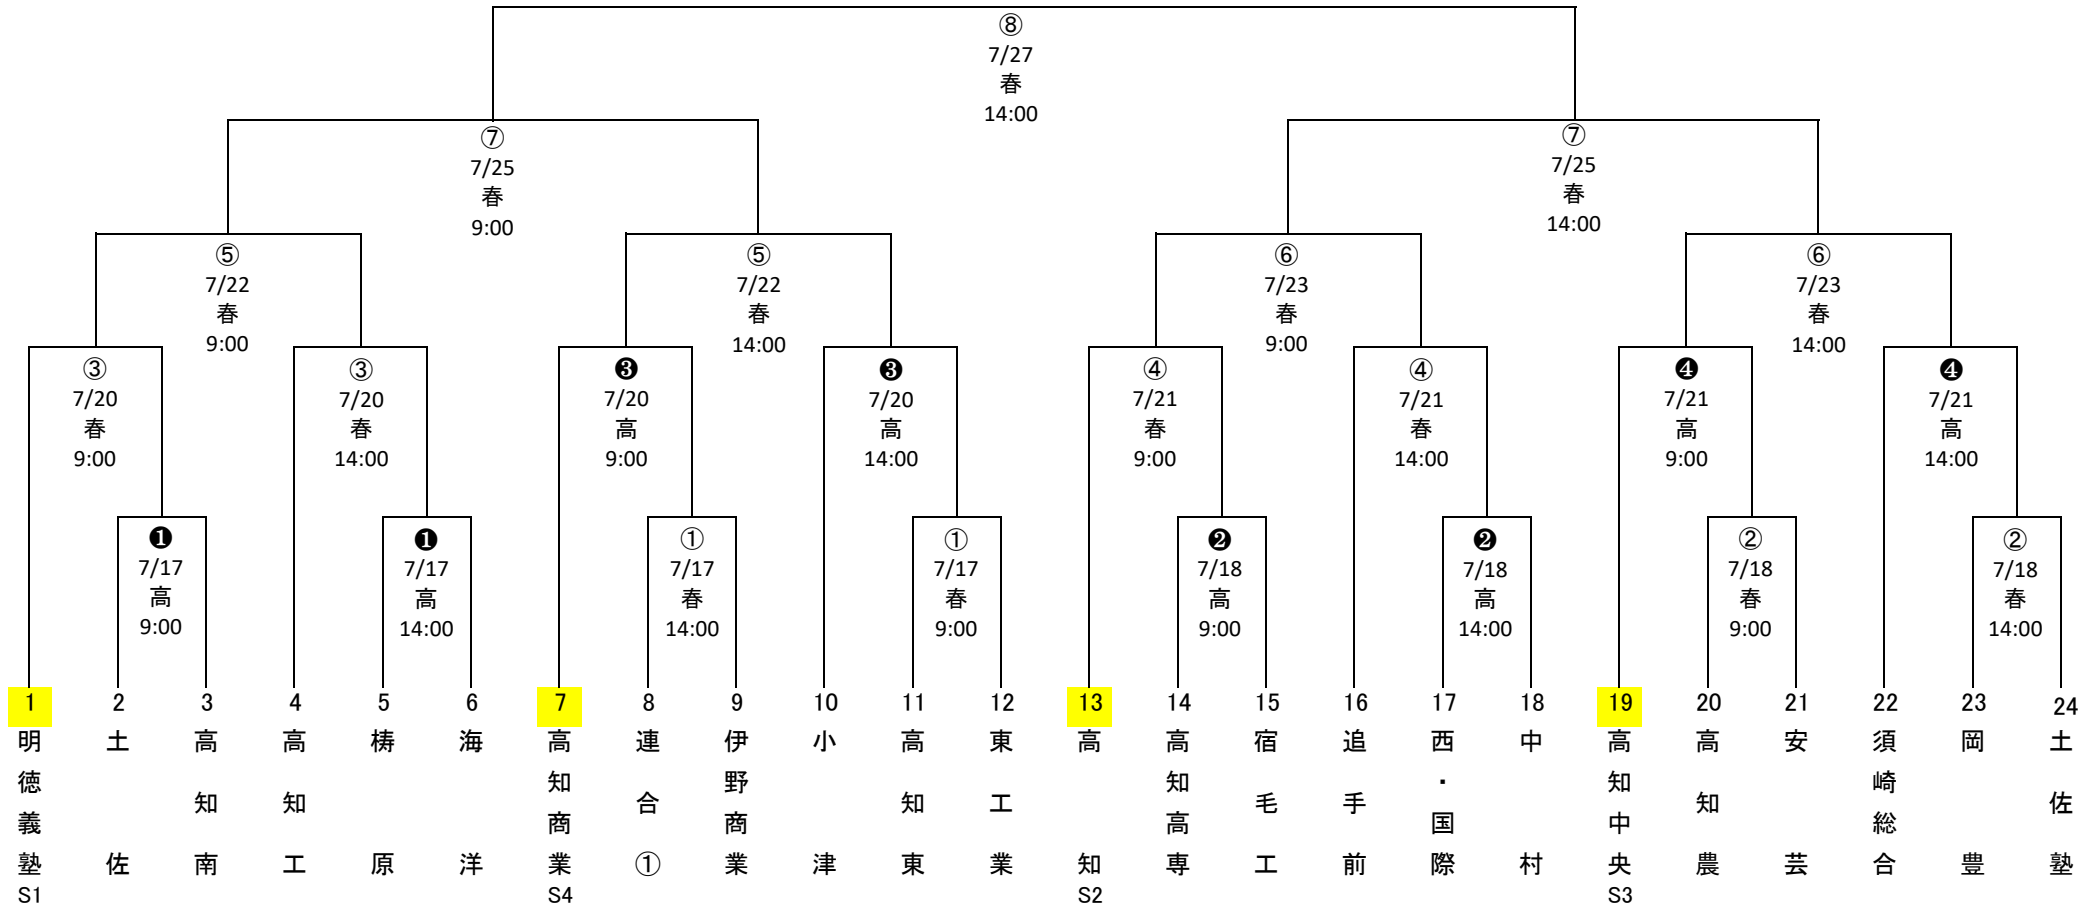 ⑧
7/27
春
14:00
⑦
7/25
春
9:00
⑦
7/25
春
14:00
⑤
7/22
春
9:00
⑤
7/22
春
14:00
⑥
7/23
春
9:00
⑥
7/23
春
14:00
③
7/20
春
9:00
③
7/20
春
14:00
❸
7/20
高
9:00
❸
7/20
高
14:00
④
7/21
春
9:00
④
7/21
春
14:00
❹
7/21
高
9:00
❹
7/21
高
14:00
❶
7/17
高
9:00
❶
7/17
高
14:00
①
7/17
春
14:00
①
7/17
春
9:00
❷
7/18
高
9:00
❷
7/18
高
14:00
②
7/18
春
9:00
②
7/18
春
14:00
1
明徳義塾
S1
2
土佐
3
高知南
4
高知工
5
梼原
6
海洋
7
高知商業
S4
8
連合①
9
伊野商業
10
小津
11
高知東
12
東工業
13
高知
S2
14
高知高専
15
宿毛工
16
追手前
17
西・国際
18
中村
19
高知中央
S3
20
高知農
21
安芸
22
須崎総合
23
岡豊
24
土佐塾